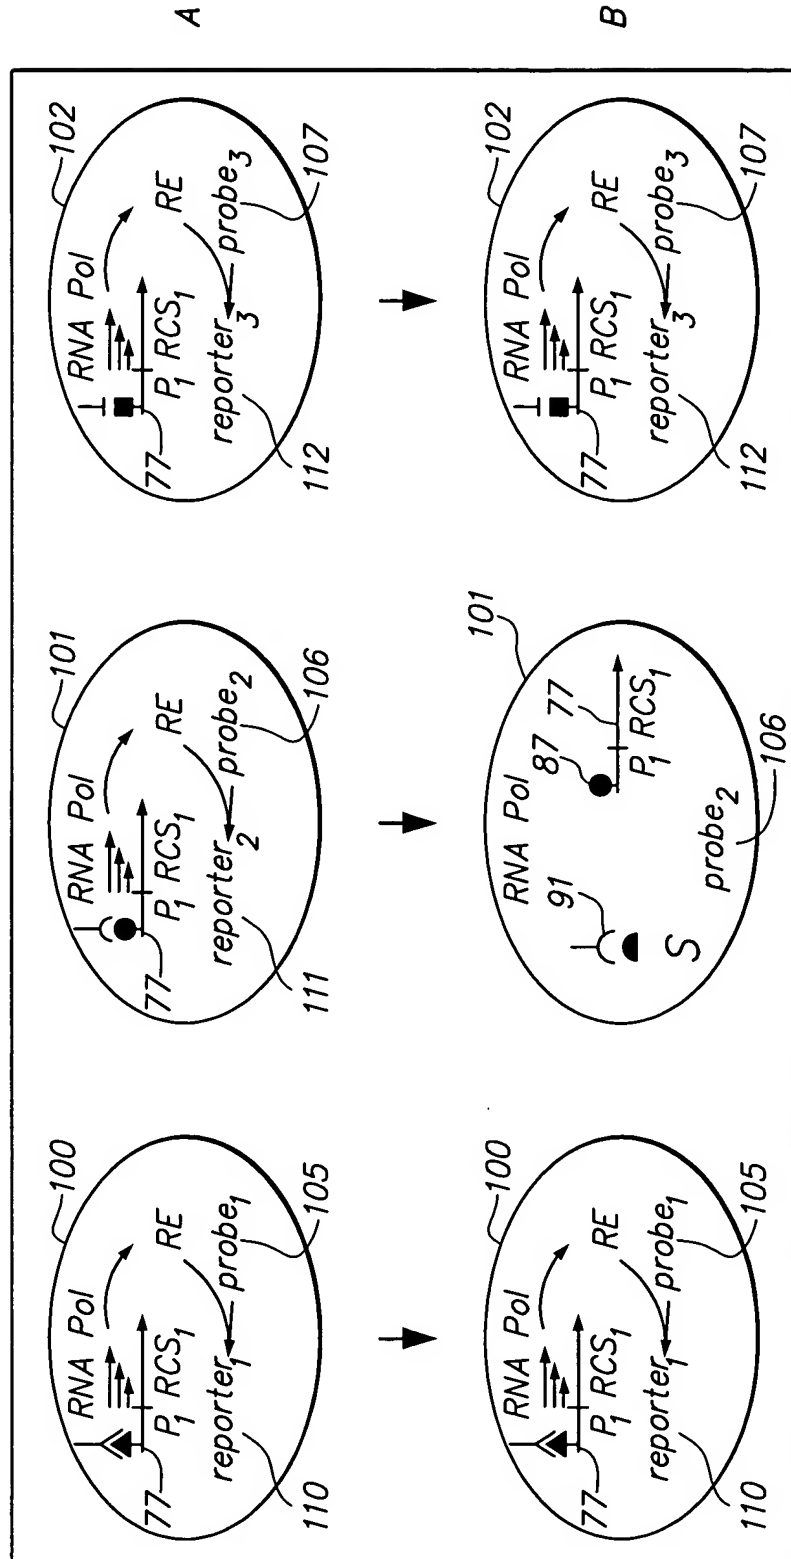 A
100
RNA Pol
77
P1 RCS1
RE
reporter1
probe1
110
105
101
RNA Pol
77
P1 RCS1
RE
reporter2
probe2
111
106
102
RNA Pol
77
P1 RCS1
RE
reporter3
probe3
112
107
B
100
RNA Pol
77
P1 RCS1
RE
reporter1
probe1
110
105
101
RNA Pol
91
87
77
P1 RCS1
S
probe2
106
102
RNA Pol
77
P1 RCS1
RE
reporter3
probe3
112
107